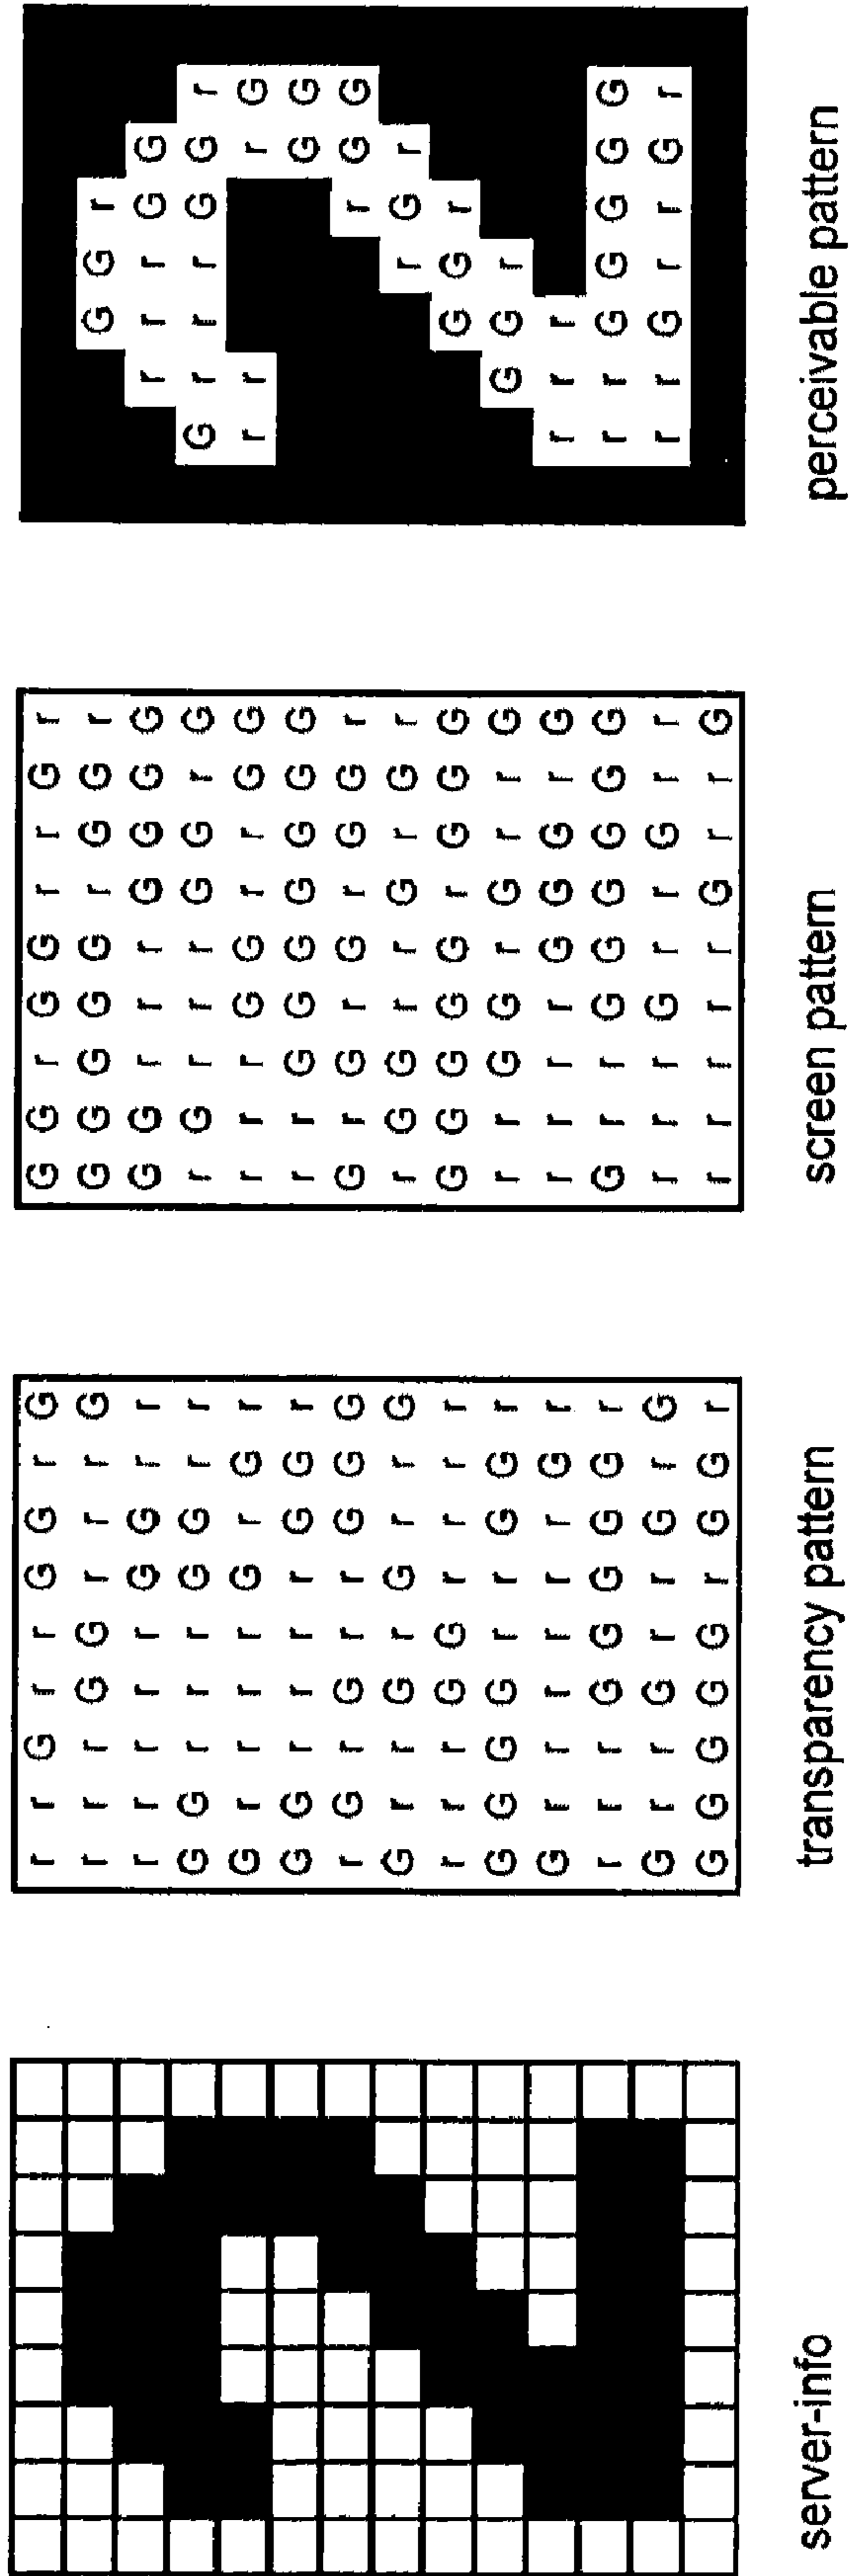 r r G r r G G r G
r r r G G r r r G
r r r r r G G r r
G G r r r G G r r
G r r r r G r G r
G G r r r r G G r
r G r G r r G G G
G r r G r G r r G
r r r G G r r r r
G G G G r r G G r
G r r r r r r G r
r r r G G G G G r
G r r G r r G r G
G G G G G r G G r
G G r G G r r G r
G G G G G r G G r
G G r r r G G G G
r G r r r G G r G
r r r G G r r G G
r r G G G G G G G
G r G r G r G G r
r G G r r G r G r
G G G G G r G G G
r r G G r G r r G
r r r r G G G r G
G r r G G G G G G
r r r G r r G r r
r r r r r G r r G
G G r
r r r G G
G r r r G G r
r r G
G G
r G G
r G r
G G r
G G r
r r r
r r G G G G G
r r G r r G r
server-info
transparency pattern
screen pattern
perceivable pattern